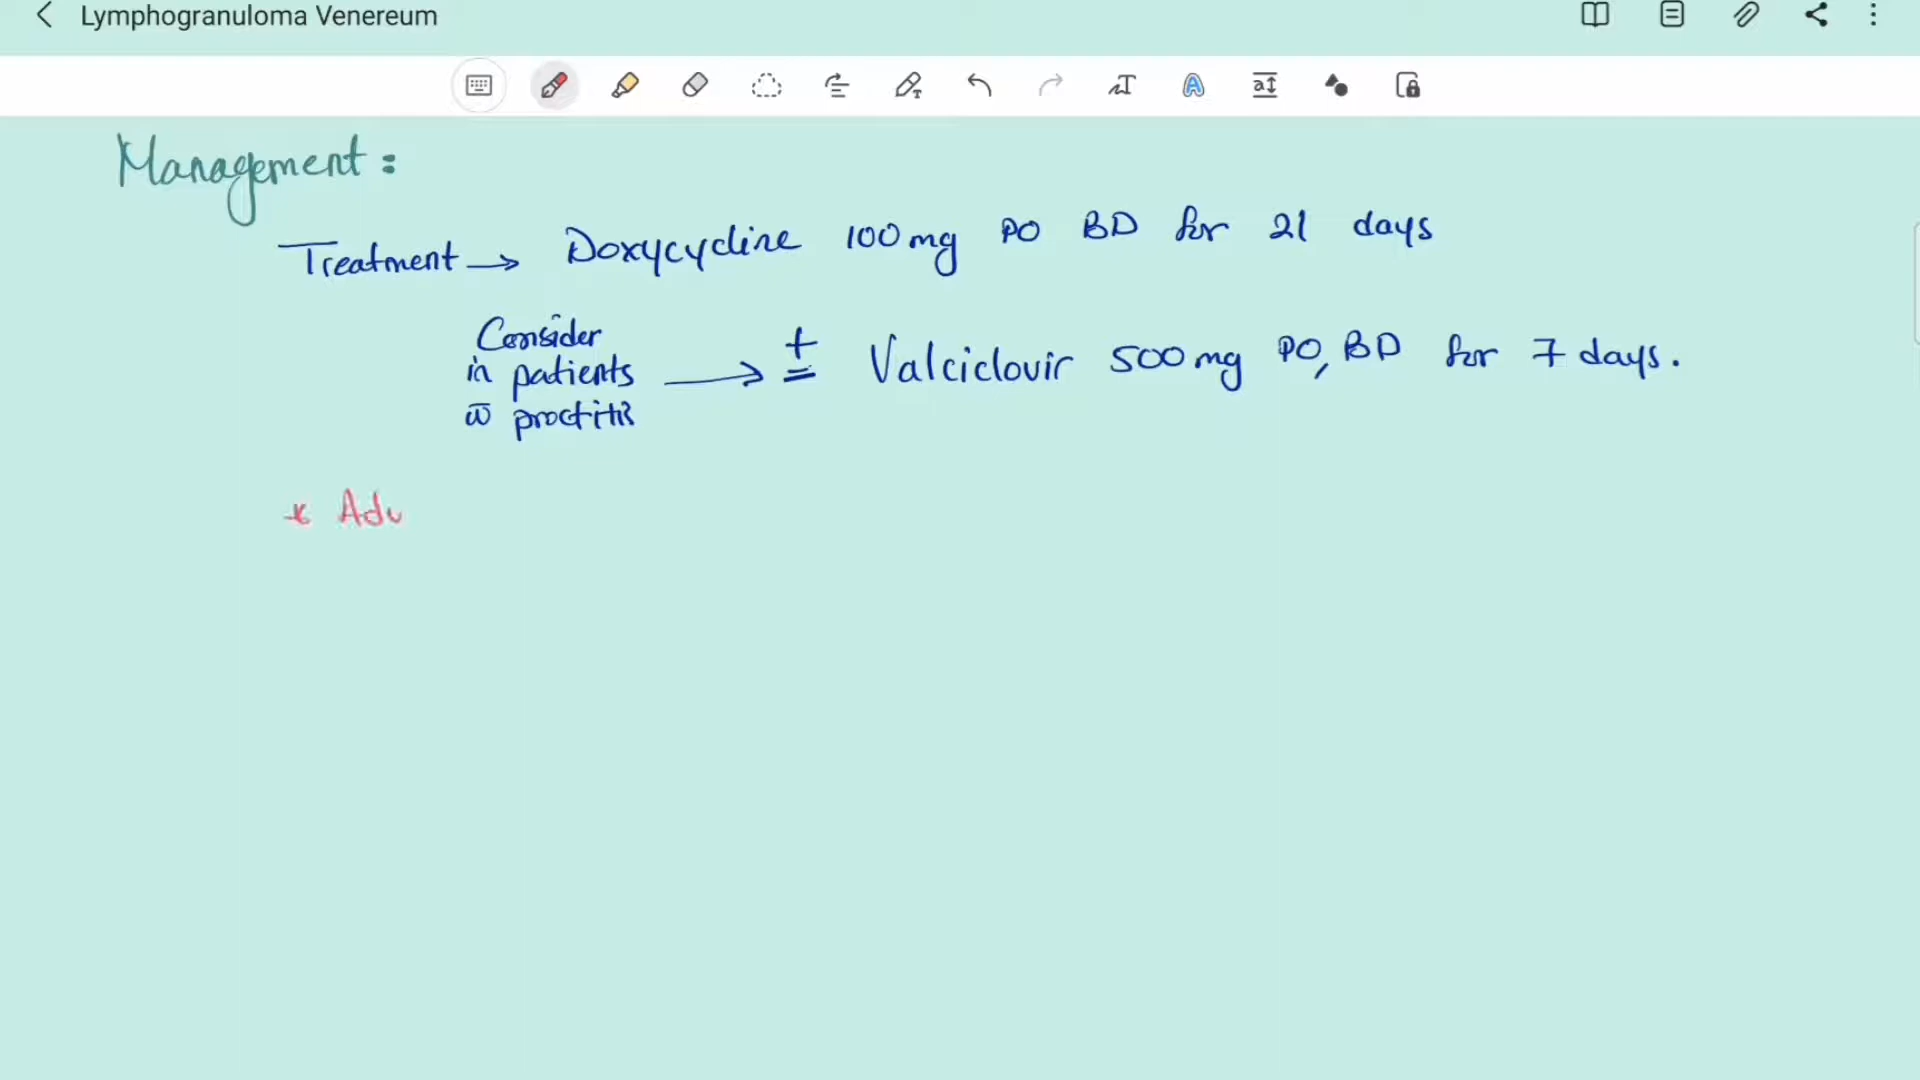 Lymphogranuloma Venereum
Management :
Treatment → Doxycycline 100 mg PO BD for 21 days
Consider
in patients → ± Valciclovir 500 mg PO, BD for 7 days.
w̄ proctitis
* Adv